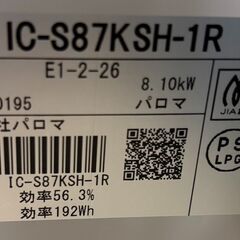 IC-S87KSH-1R
E1-2-26
8.10kW
0195
パロマ
社パロマ
JIA
PS
LPG
IC-S87KSH-1R
効率56.3%
効率192Wh